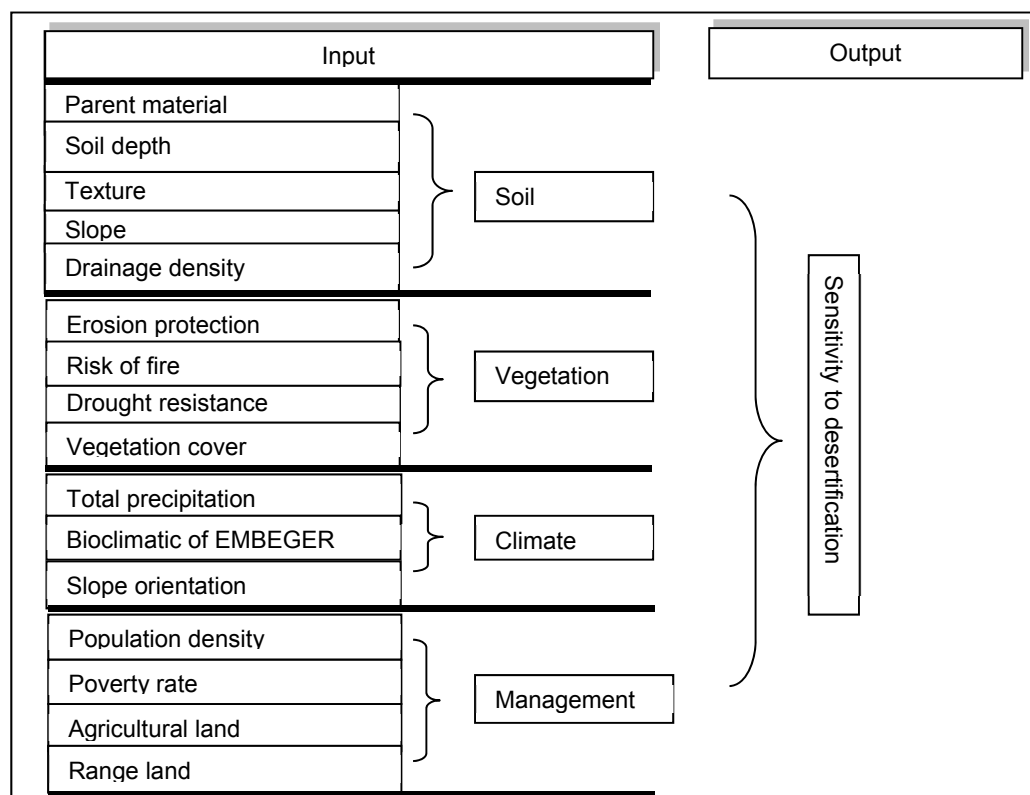 Input
Output
Parent material
Soil depth
Texture
Slope
Drainage density
Soil
Erosion protection
Risk of fire
Drought resistance
Vegetation cover
Vegetation
Total precipitation
Bioclimatic of EMBEGER
Slope orientation
Climate
Population density
Poverty rate
Agricultural land
Range land
Management
Sensitivity to desertification